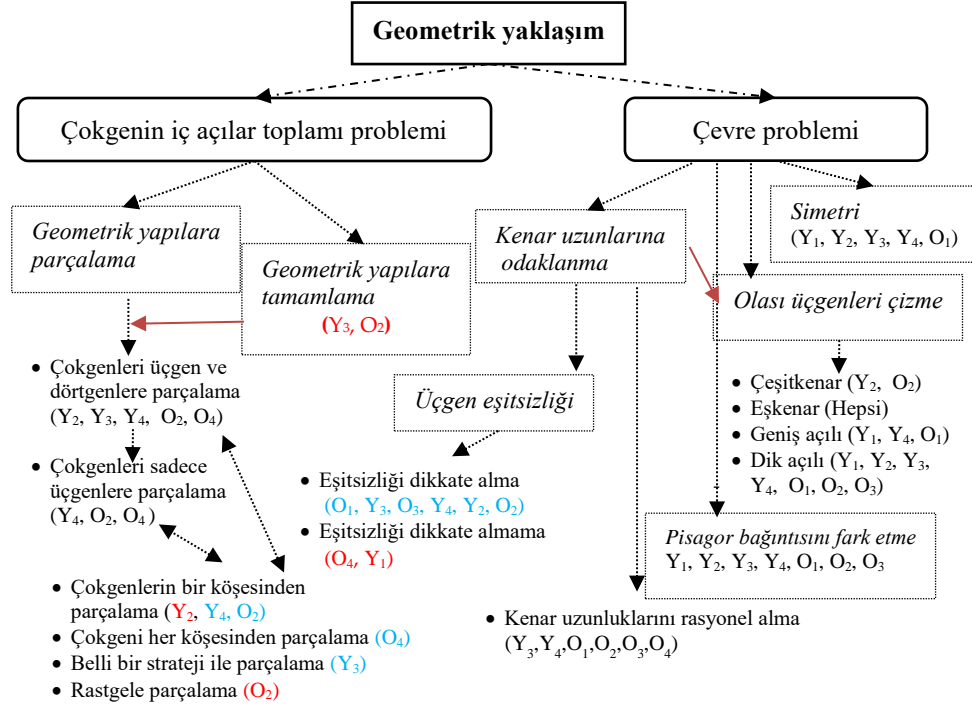 Geometrik yaklaşım
Çokgenin iç açılar toplamı problemi
Çevre problemi
Geometrik yapılara
parçalama
Geometrik yapılara
tamamlama
(Y₃, O₂)
• Çokgenleri üçgen ve
dörtgenlere parçalama
(Y₂, Y₃, Y₄, O₂, O₄)
• Çokgenleri sadece
üçgenlere parçalama
(Y₄, O₂, O₄ )
• Çokgenlerin bir köşesinden
parçalama (Y₂, Y₄, O₂)
• Çokgeni her köşesinden parçalama (O₄)
• Belli bir strateji ile parçalama (Y₃)
• Rastgele parçalama (O₂)
Kenar uzunlarına
odaklanma
Üçgen eşitsizliği
• Eşitsizliği dikkate alma
(O₁, Y₃, O₃, Y₄, Y₂, O₂)
• Eşitsizliği dikkate almama
(O₄, Y₁)
• Kenar uzunluklarını rasyonel alma
(Y₃,Y₄,O₁,O₂,O₃,O₄)
Simetri
(Y₁, Y₂, Y₃, Y₄, O₁)
Olası üçgenleri çizme
• Çeşitkenar (Y₂, O₂)
• Eşkenar (Hepsi)
• Geniş açılı (Y₁, Y₄, O₁)
• Dik açılı (Y₁, Y₂, Y₃,
Y₄, O₁, O₂, O₃)
Pisagor bağıntısını fark etme
Y₁, Y₂, Y₃, Y₄, O₁, O₂, O₃